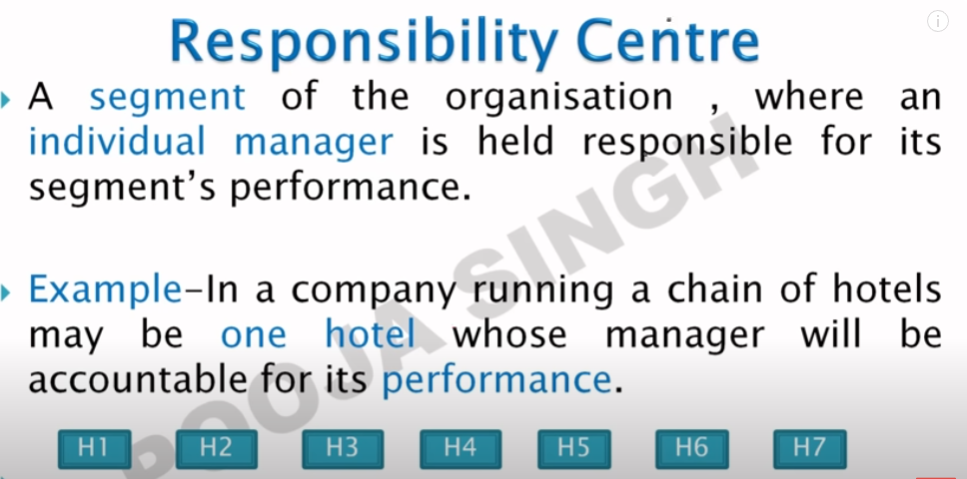 Responsibility Centre
A segment of the organisation , where an
individual manager is held responsible for its
segment's performance.
Example-In a company running a chain of hotels
may be one hotel whose manager will be
accountable for its performance.
POOJA SINGH
H1 H2 H3 H4 H5 H6 H7